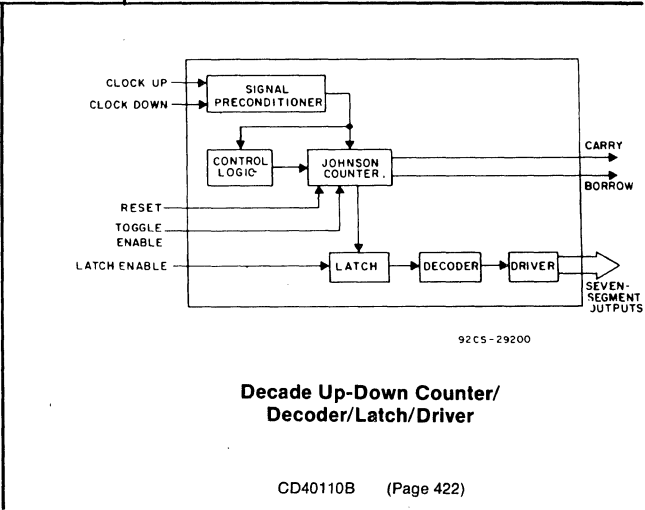 CLOCK UP
CLOCK DOWN
SIGNAL
PRECONDITIONER
CONTROL
LOGIC
JOHNSON
COUNTER.
CARRY
BORROW
RESET
TOGGLE
ENABLE
LATCH ENABLE
LATCH
DECODER
DRIVER
SEVEN-
SEGMENT
JUTPUTS
92CS-29200
Decade Up-Down Counter/
Decoder/Latch/Driver
CD40110B (Page 422)